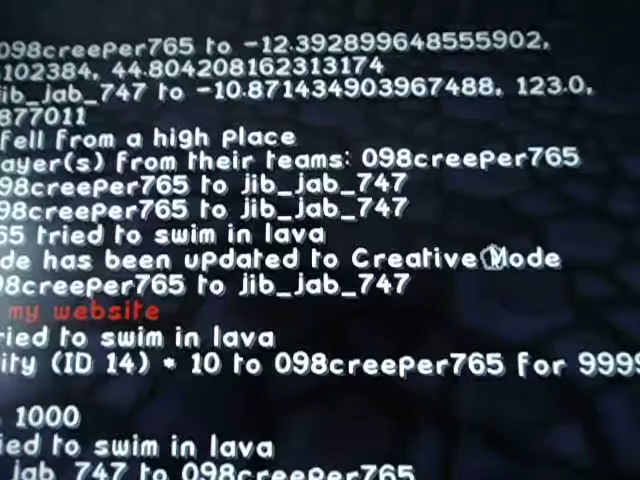 098creeper765 to -12.392899648555902,
102384, 44.804208162313174
jib_jab_747 to -10.871434903967488, 123.0,
877011
fell from a high place
ayer(s) from their teams: 098creeper765
98creeper765 to jib_jab_747
98creeper765 to jib_jab_747
65 tried to swim in lava
de has been updated to Creative Mode
98creeper765 to jib_jab_747
my website
ried to swim in lava
ity (ID 14) * 10 to 098creeper765 for 9999
1000
ied to swim in lava
jab_747 to 098creeper765